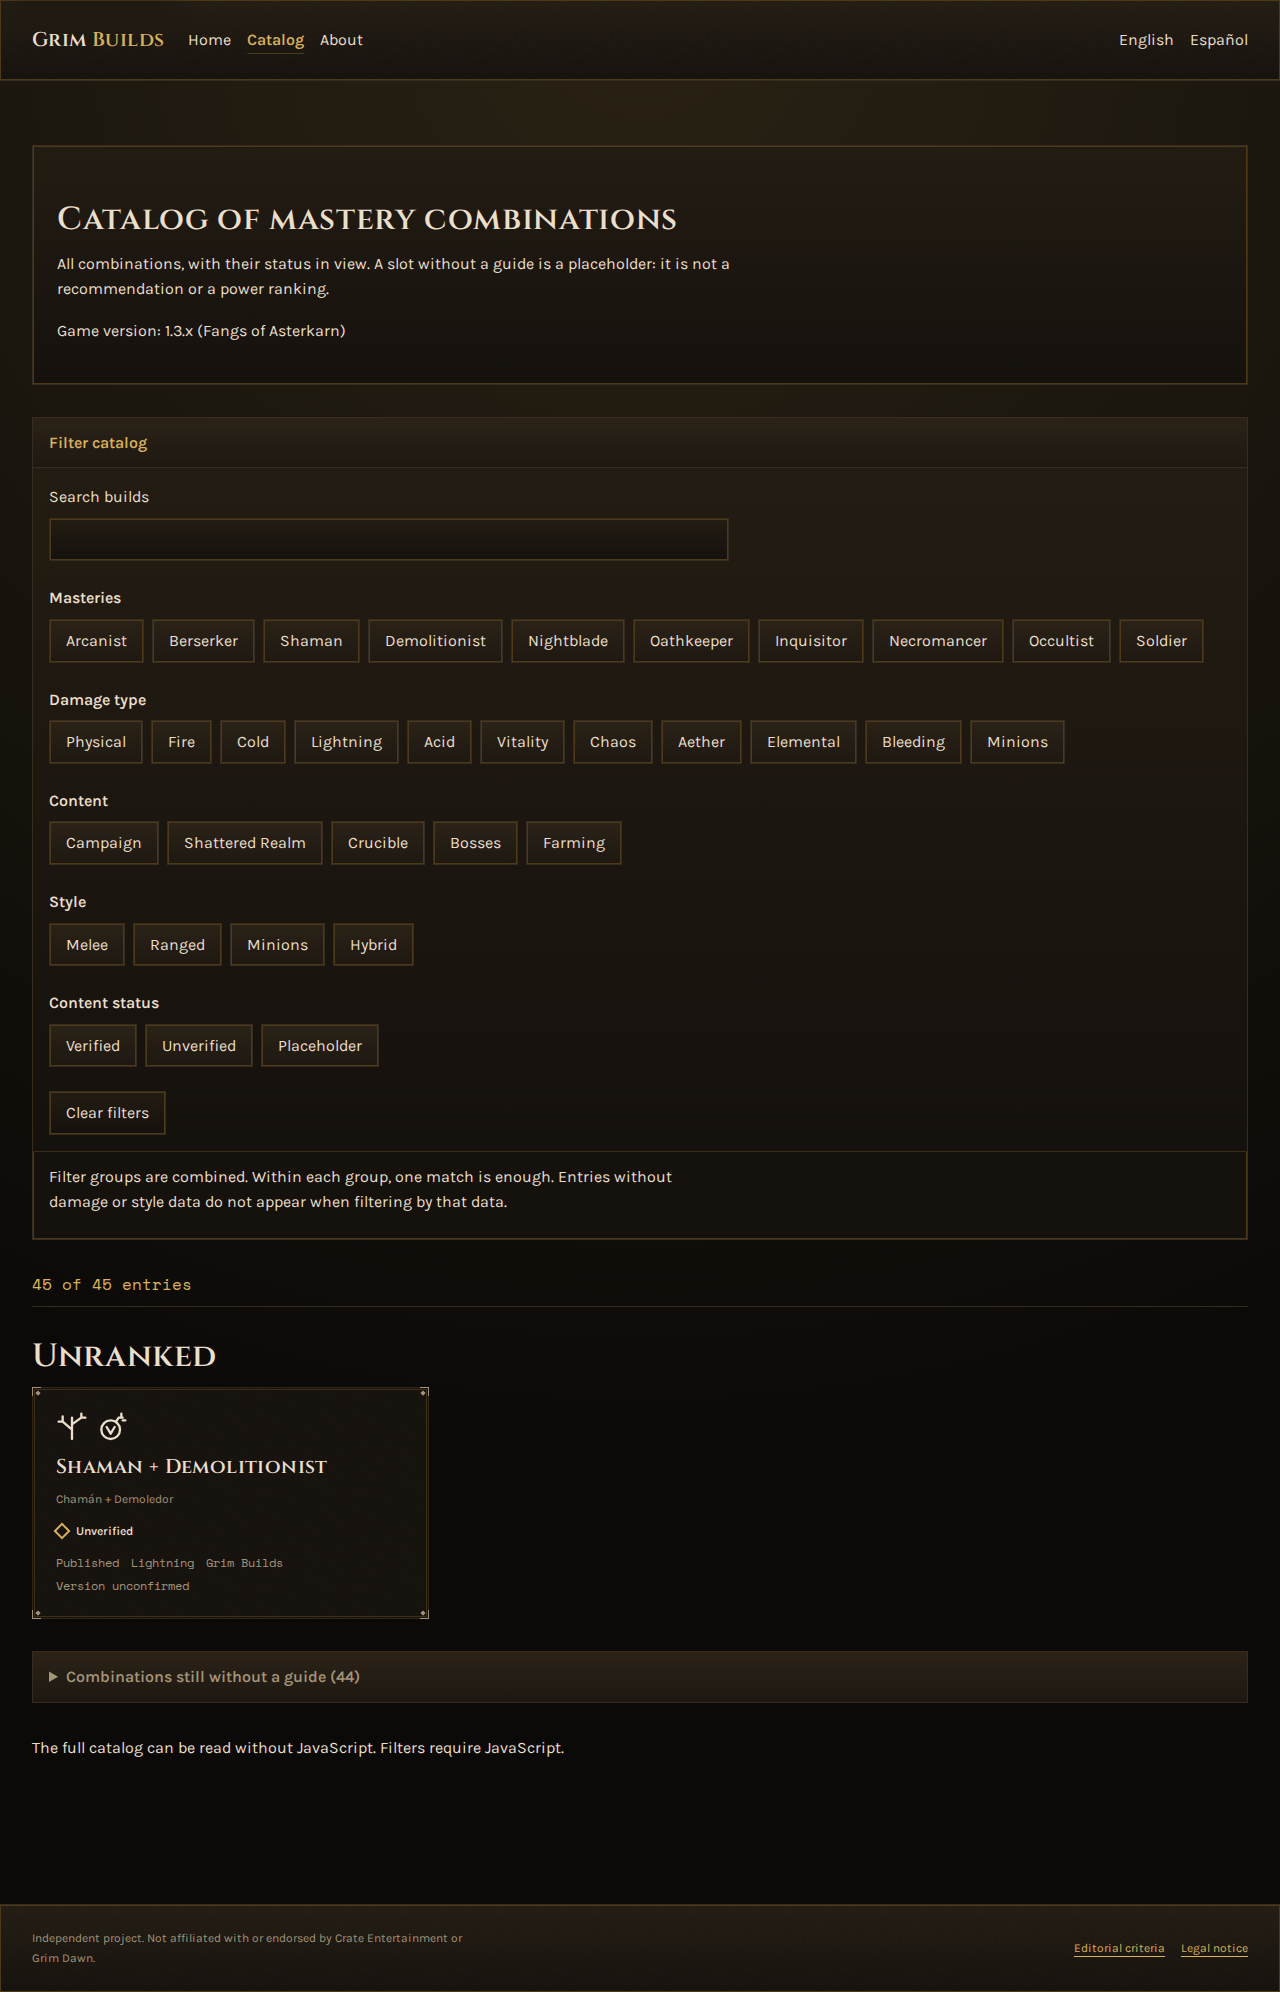 Grim Builds Home Catalog About English Español
Catalog of mastery combinations
All combinations, with their status in view. A slot without a guide is a placeholder: it is not a
recommendation or a power ranking.
Game version: 1.3.x (Fangs of Asterkarn)
Filter catalog
Search builds
Masteries
Arcanist Berserker Shaman Demolitionist Nightblade Oathkeeper Inquisitor Necromancer Occultist Soldier
Damage type
Physical Fire Cold Lightning Acid Vitality Chaos Aether Elemental Bleeding Minions
Content
Campaign Shattered Realm Crucible Bosses Farming
Style
Melee Ranged Minions Hybrid
Content status
Verified Unverified Placeholder
Clear filters
Filter groups are combined. Within each group, one match is enough. Entries without
damage or style data do not appear when filtering by that data.
45 of 45 entries
Unranked
Shaman + Demolitionist
Chamán + Demoledor
Unverified
Published Lightning Grim Builds
Version unconfirmed
Combinations still without a guide (44)
The full catalog can be read without JavaScript. Filters require JavaScript.
Independent project. Not affiliated with or endorsed by Crate Entertainment or
Grim Dawn.
Editorial criteria Legal notice